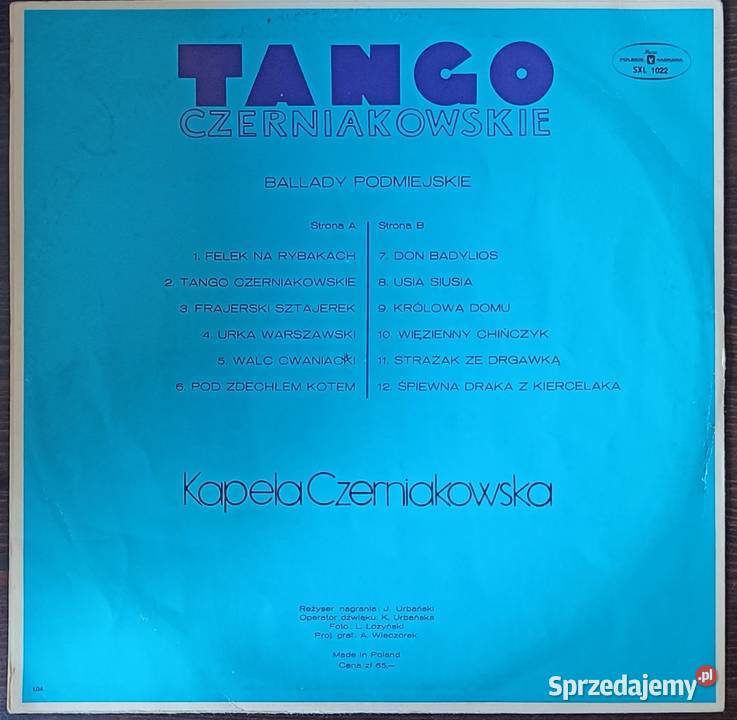 TANGO
CZERNIAKOWSKIE
Muza
POLSKIE NAGRANIA
SXL 1022
BALLADY PODMIEJSKIE
Strona A
1. FELEK NA RYBAKACH
2. TANGO CZERNIAKOWSKIE
3. FRAJERSKI SZTAJEREK
4. URKA WARSZAWSKI
5. WALC CWANIACKI
6. POD ZDECHŁEM KOTEM
Strona B
7. DON BADYLIOS
8. USIA SIUSIA
9. KRÓLOWA DOMU
10. WIĘZIENNY CHIŃCZYK
11. STRAŻAK ZE DRGAWKĄ
12. ŚPIEWNA DRAKA Z KIERCELAKA
Kapela Czerniakowska
Reżyser nagrania: J. Urbański
Operator dźwięku: K. Urbańska
Foto: L. Łożyński
Proj. graf. A. Wieczorek
Made in Poland
Cena zł 65,—
Sprzedajemy.pl